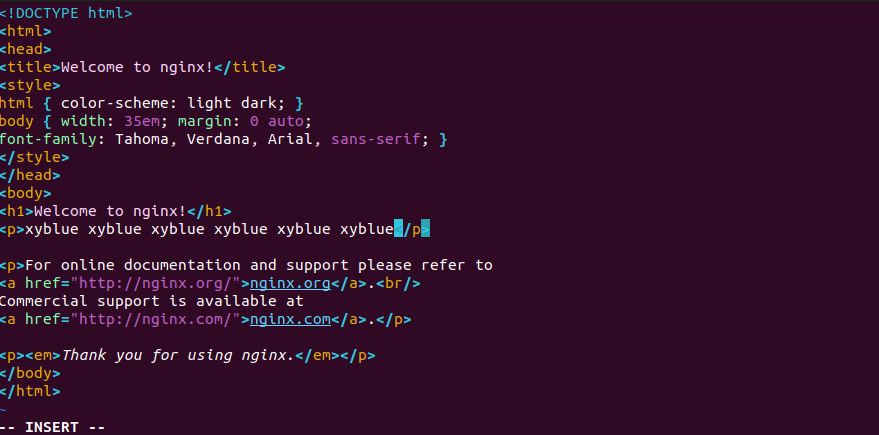 <!DOCTYPE html>
<html>
<head>
<title>Welcome to nginx!</title>
<style>
html { color-scheme: light dark; }
body { width: 35em; margin: 0 auto;
font-family: Tahoma, Verdana, Arial, sans-serif; }
</style>
</head>
<body>
<h1>Welcome to nginx!</h1>
<p>xyblue xyblue xyblue xyblue xyblue xyblue</p>
<p>For online documentation and support please refer to
<a href="http://nginx.org/">nginx.org</a>.<br/>
Commercial support is available at
<a href="http://nginx.com/">nginx.com</a>.</p>
<p><em>Thank you for using nginx.</em></p>
</body>
</html>
~
-- INSERT --